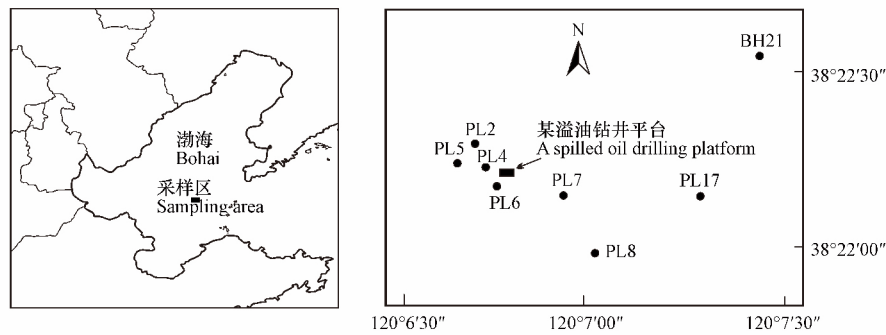 渤海
Bohai
采样区
Sampling area
N
BH21
38°22′30″
某溢油钻井平台
A spilled oil drilling platform
PL2
PL5
PL4
PL6
PL7
PL17
PL8
38°22′00″
120°6′30″
120°7′00″
120°7′30″